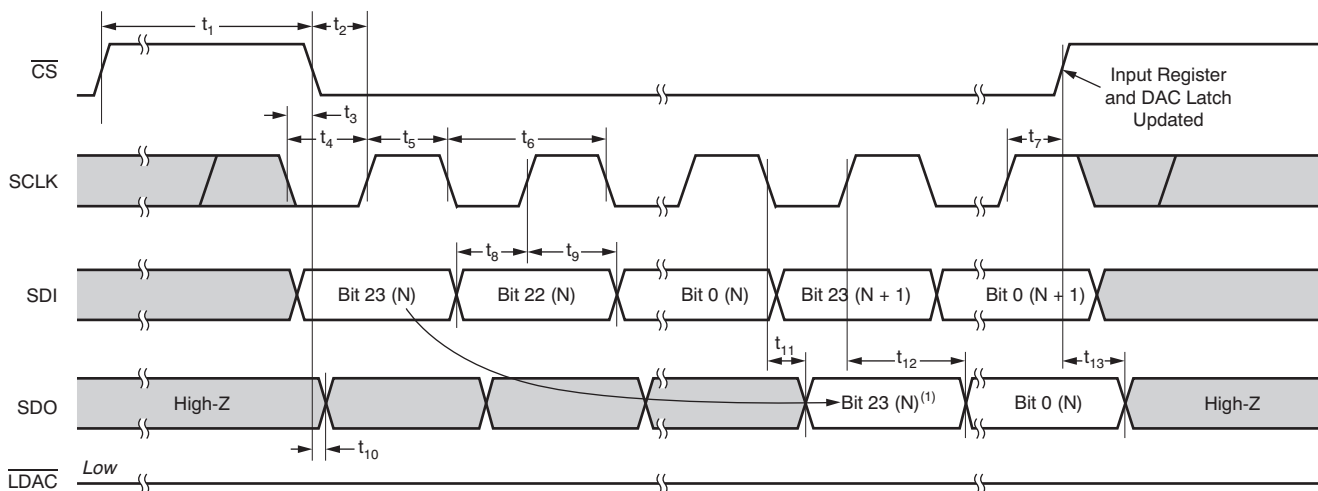 t1 t2
CS
Input Register
and DAC Latch
Updated
t3
t4 t5 t6 t7
SCLK
t8 t9
SDI Bit 23 (N) Bit 22 (N) Bit 0 (N) Bit 23 (N + 1) Bit 0 (N + 1)
t11 t12 t13
SDO High-Z Bit 23 (N)(1) Bit 0 (N) High-Z
t10
LDAC Low